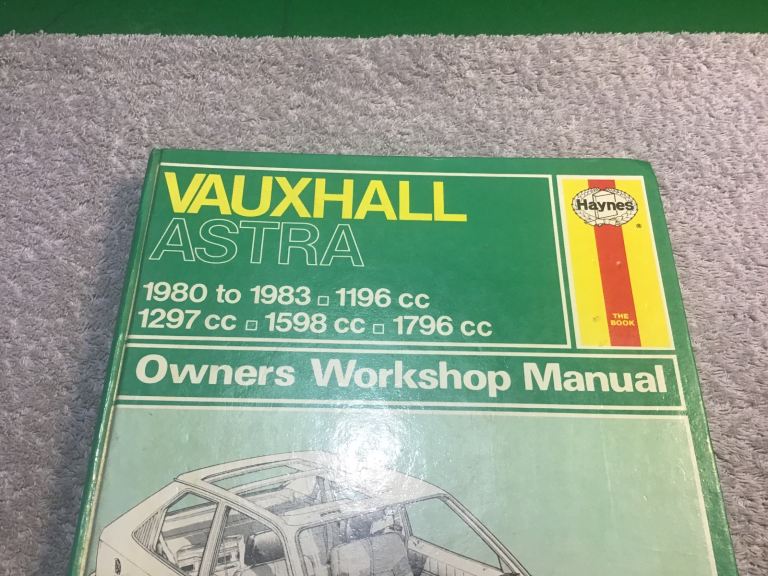 VAUXHALL
ASTRA
1980 to 1983 □ 1196 cc
1297 cc □ 1598 cc □ 1796 cc
Haynes
®
THE
BOOK
Owners Workshop Manual